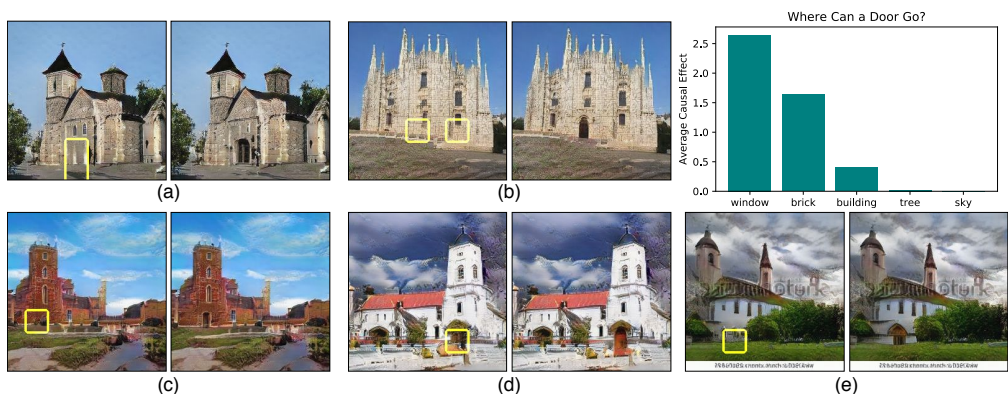 (a)
(b)
Where Can a Door Go?
Average Causal Effect
2.5
2.0
1.5
1.0
0.5
0.0
window brick building tree sky
(c)
(d)
(e)